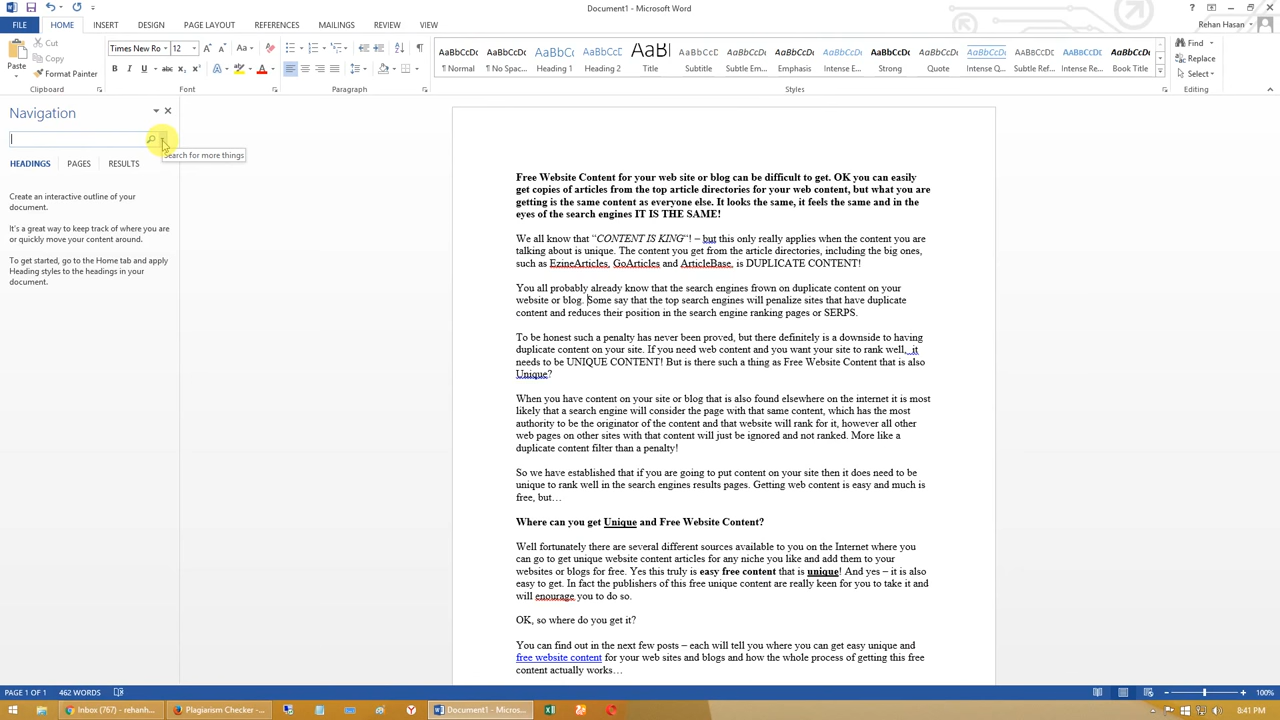 Document1 - Microsoft Word
FILE HOME INSERT DESIGN PAGE LAYOUT REFERENCES MAILINGS REVIEW VIEW
Rehan Hasan
Paste
Cut
Copy
Format Painter
Clipboard
Times New Ro 12
Font
Paragraph
AaBbCcDc AaBbCcDc AaBbCc AaBbCcC AaBl AaBbCcC AaBbCcDc AaBbCcDc AaBbCcDc AaBbCcDc AaBbCcDc AaBbCcDc AaBbCcDc AaBbCcDc AaBbCcDc
¶ Normal ¶ No Spac... Heading 1 Heading 2 Title Subtitle Subtle Em... Emphasis Intense E... Strong Quote Intense Q... Subtle Ref... Intense Re... Book Title
Styles
Find
Replace
Select
Editing
Navigation
Search for more things
HEADINGS PAGES RESULTS
Create an interactive outline of your
document.
It's a great way to keep track of where you are
or quickly move your content around.
To get started, go to the Home tab and apply
Heading styles to the headings in your
document.
Free Website Content for your web site or blog can be difficult to get. OK you can easily
get copies of articles from the top article directories for your web content, but what you are
getting is the same content as everyone else. It looks the same, it feels the same and in the
eyes of the search engines IT IS THE SAME!
We all know that “CONTENT IS KING“! – but this only really applies when the content you are
talking about is unique. The content you get from the article directories, including the big ones,
such as EzineArticles, GoArticles and ArticleBase, is DUPLICATE CONTENT!
You all probably already know that the search engines frown on duplicate content on your
website or blog. Some say that the top search engines will penalize sites that have duplicate
content and reduces their position in the search engine ranking pages or SERPS.
To be honest such a penalty has never been proved, but there definitely is a downside to having
duplicate content on your site. If you need web content and you want your site to rank well, it
needs to be UNIQUE CONTENT! But is there such a thing as Free Website Content that is also
Unique?
When you have content on your site or blog that is also found elsewhere on the internet it is most
likely that a search engine will consider the page with that same content, which has the most
authority to be the originator of the content and that website will rank for it, however all other
web pages on other sites with that content will just be ignored and not ranked. More like a
duplicate content filter than a penalty!
So we have established that if you are going to put content on your site then it does need to be
unique to rank well in the search engines results pages. Getting web content is easy and much is
free, but…
Where can you get Unique and Free Website Content?
Well fortunately there are several different sources available to you on the Internet where you
can go to get unique website content articles for any niche you like and add them to your
websites or blogs for free. Yes this truly is easy free content that is unique! And yes – it is also
easy to get. In fact the publishers of this free unique content are really keen for you to take it and
will enourage you to do so.
OK, so where do you get it?
You can find out in the next few posts – each will tell you where you can get easy unique and
free website content for your web sites and blogs and how the whole process of getting this free
content actually works…
PAGE 1 OF 1 462 WORDS 100%
Inbox (767) - rehanh... Plagiarism Checker -... Document1 - Micros... 8:41 PM